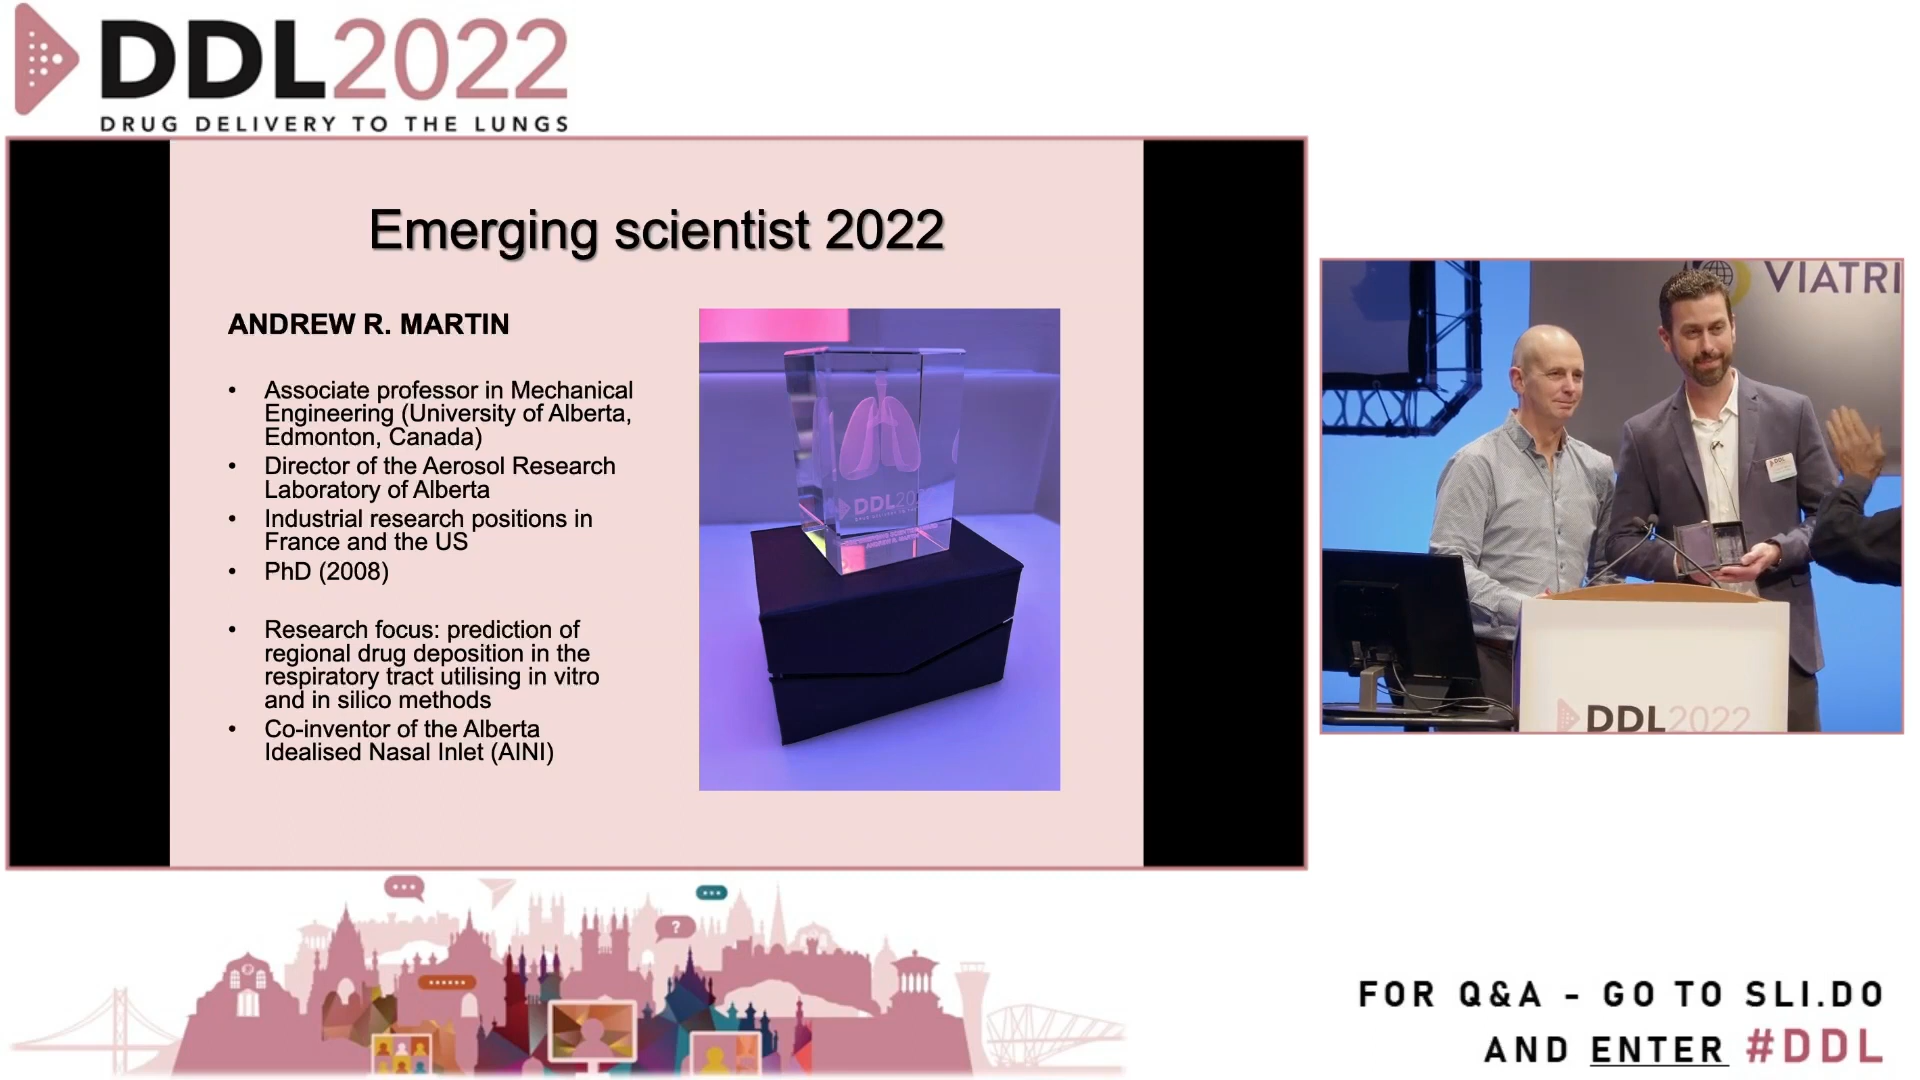 DDL2022
DRUG DELIVERY TO THE LUNGS
Emerging scientist 2022
ANDREW R. MARTIN
• Associate professor in Mechanical
Engineering (University of Alberta,
Edmonton, Canada)
• Director of the Aerosol Research
Laboratory of Alberta
• Industrial research positions in
France and the US
• PhD (2008)
• Research focus: prediction of
regional drug deposition in the
respiratory tract utilising in vitro
and in silico methods
• Co-inventor of the Alberta
Idealised Nasal Inlet (AINI)
DDL20
VIATRI
DDL
DDL2022
?
FOR Q&A - GO TO SLI.DO
AND ENTER #DDL